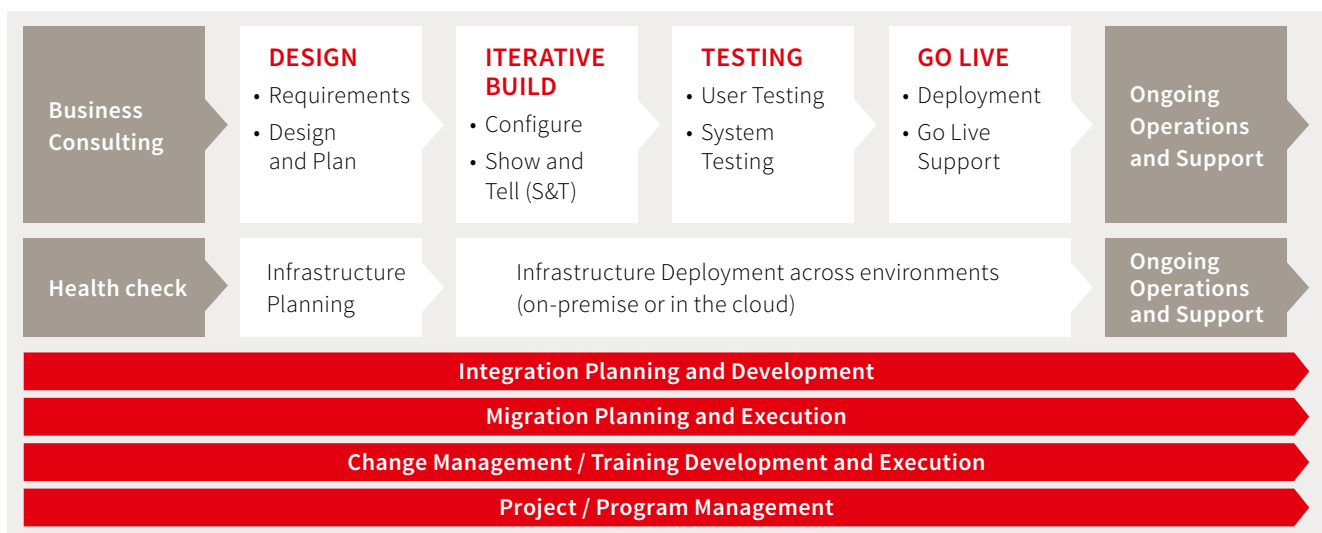 Business
Consulting
DESIGN
• Requirements
• Design
and Plan
ITERATIVE
BUILD
• Configure
• Show and
Tell (S&T)
TESTING
• User Testing
• System
Testing
GO LIVE
• Deployment
• Go Live
Support
Ongoing
Operations
and Support
Health check
Infrastructure
Planning
Infrastructure Deployment across environments
(on-premise or in the cloud)
Ongoing
Operations
and Support
Integration Planning and Development
Migration Planning and Execution
Change Management / Training Development and Execution
Project / Program Management